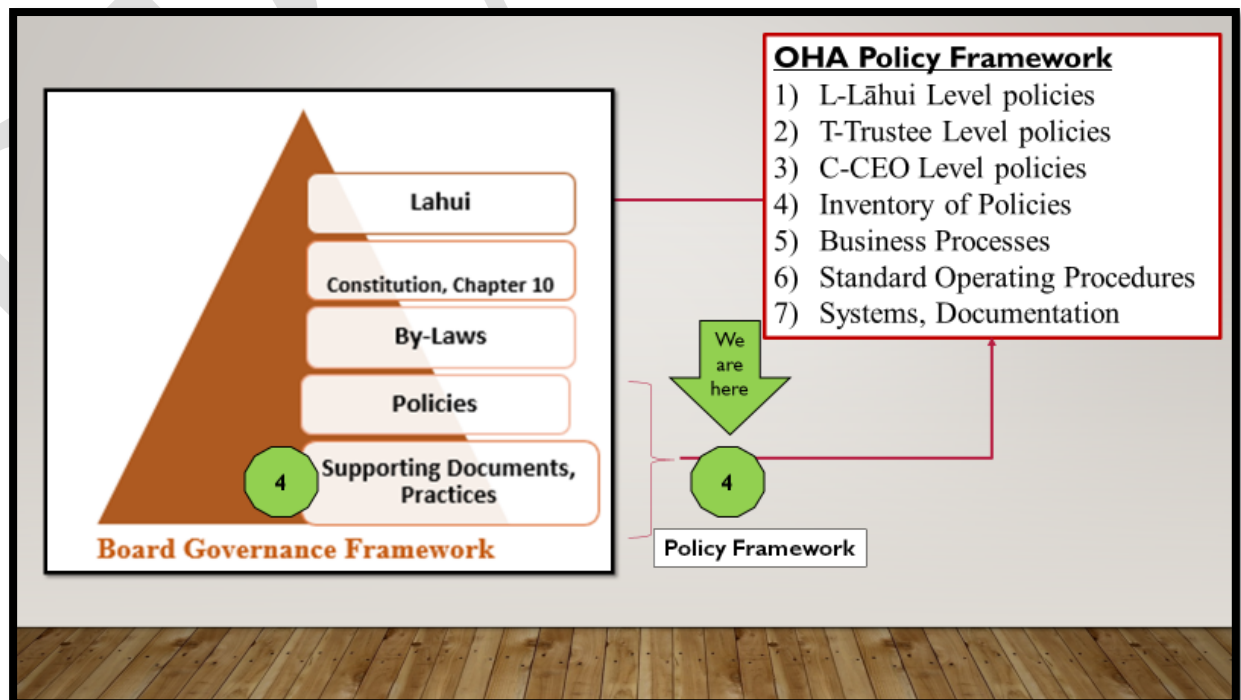 Lahui
Constitution, Chapter 10
By-Laws
Policies
4
Supporting Documents,
Practices
Board Governance Framework
OHA Policy Framework
1) L-Lāhui Level policies
2) T-Trustee Level policies
3) C-CEO Level policies
4) Inventory of Policies
5) Business Processes
6) Standard Operating Procedures
7) Systems, Documentation
We
are
here
4
Policy Framework